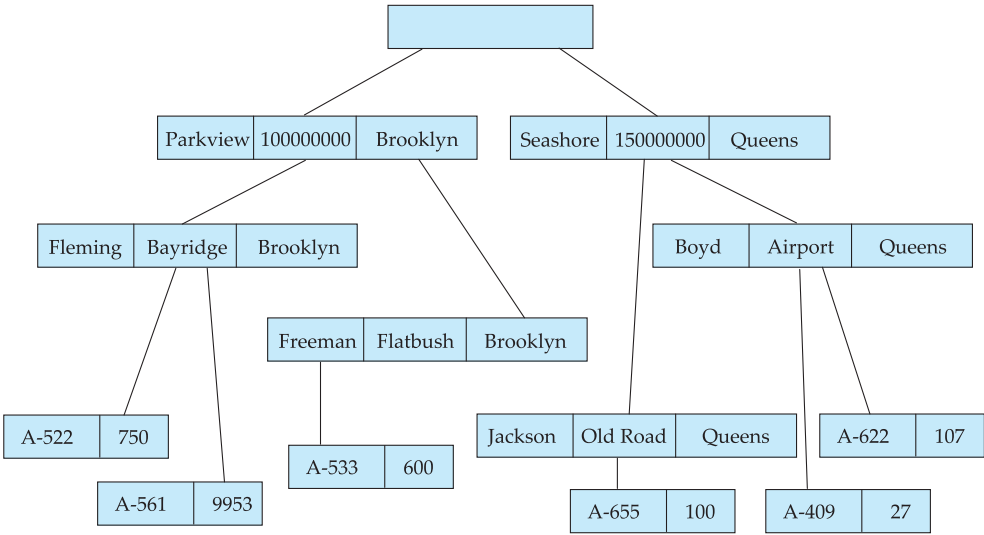 Parkview 100000000 Brooklyn
Seashore 150000000 Queens
Fleming Bayridge Brooklyn
Boyd Airport Queens
Freeman Flatbush Brooklyn
A-522 750
Jackson Old Road Queens
A-622 107
A-533 600
A-561 9953
A-655 100
A-409 27